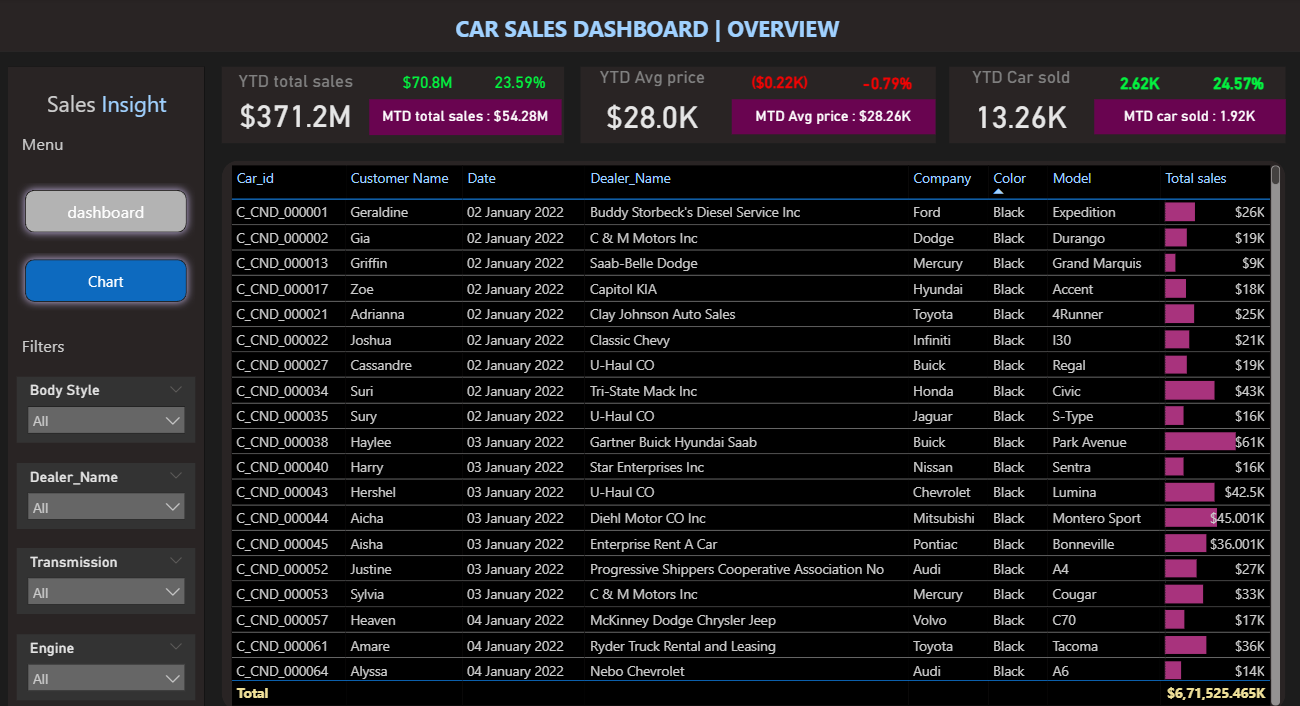 CAR SALES DASHBOARD | OVERVIEW
Sales Insight
Menu
dashboard
Chart
Filters
Body Style
All
Dealer_Name
All
Transmission
All
Engine
All
YTD total sales $70.8M 23.59%
$371.2M MTD total sales : $54.28M
YTD Avg price ($0.22K) -0.79%
$28.0K MTD Avg price : $28.26K
YTD Car sold 2.62K 24.57%
13.26K MTD car sold : 1.92K
Car_id Customer Name Date Dealer_Name Company Color Model Total sales
C_CND_000001 Geraldine 02 January 2022 Buddy Storbeck's Diesel Service Inc Ford Black Expedition $26K
C_CND_000002 Gia 02 January 2022 C & M Motors Inc Dodge Black Durango $19K
C_CND_000013 Griffin 02 January 2022 Saab-Belle Dodge Mercury Black Grand Marquis $9K
C_CND_000017 Zoe 02 January 2022 Capitol KIA Hyundai Black Accent $18K
C_CND_000021 Adrianna 02 January 2022 Clay Johnson Auto Sales Toyota Black 4Runner $25K
C_CND_000022 Joshua 02 January 2022 Classic Chevy Infiniti Black I30 $21K
C_CND_000027 Cassandre 02 January 2022 U-Haul CO Buick Black Regal $19K
C_CND_000034 Suri 02 January 2022 Tri-State Mack Inc Honda Black Civic $43K
C_CND_000035 Sury 02 January 2022 U-Haul CO Jaguar Black S-Type $16K
C_CND_000038 Haylee 03 January 2022 Gartner Buick Hyundai Saab Buick Black Park Avenue $61K
C_CND_000040 Harry 03 January 2022 Star Enterprises Inc Nissan Black Sentra $16K
C_CND_000043 Hershel 03 January 2022 U-Haul CO Chevrolet Black Lumina $42.5K
C_CND_000044 Aicha 03 January 2022 Diehl Motor CO Inc Mitsubishi Black Montero Sport $45.001K
C_CND_000045 Aisha 03 January 2022 Enterprise Rent A Car Pontiac Black Bonneville $36.001K
C_CND_000052 Justine 03 January 2022 Progressive Shippers Cooperative Association No Audi Black A4 $27K
C_CND_000053 Sylvia 03 January 2022 C & M Motors Inc Mercury Black Cougar $33K
C_CND_000057 Heaven 04 January 2022 McKinney Dodge Chrysler Jeep Volvo Black C70 $17K
C_CND_000061 Amare 04 January 2022 Ryder Truck Rental and Leasing Toyota Black Tacoma $36K
C_CND_000064 Alyssa 04 January 2022 Nebo Chevrolet Audi Black A6 $14K
Total $6,71,525.465K